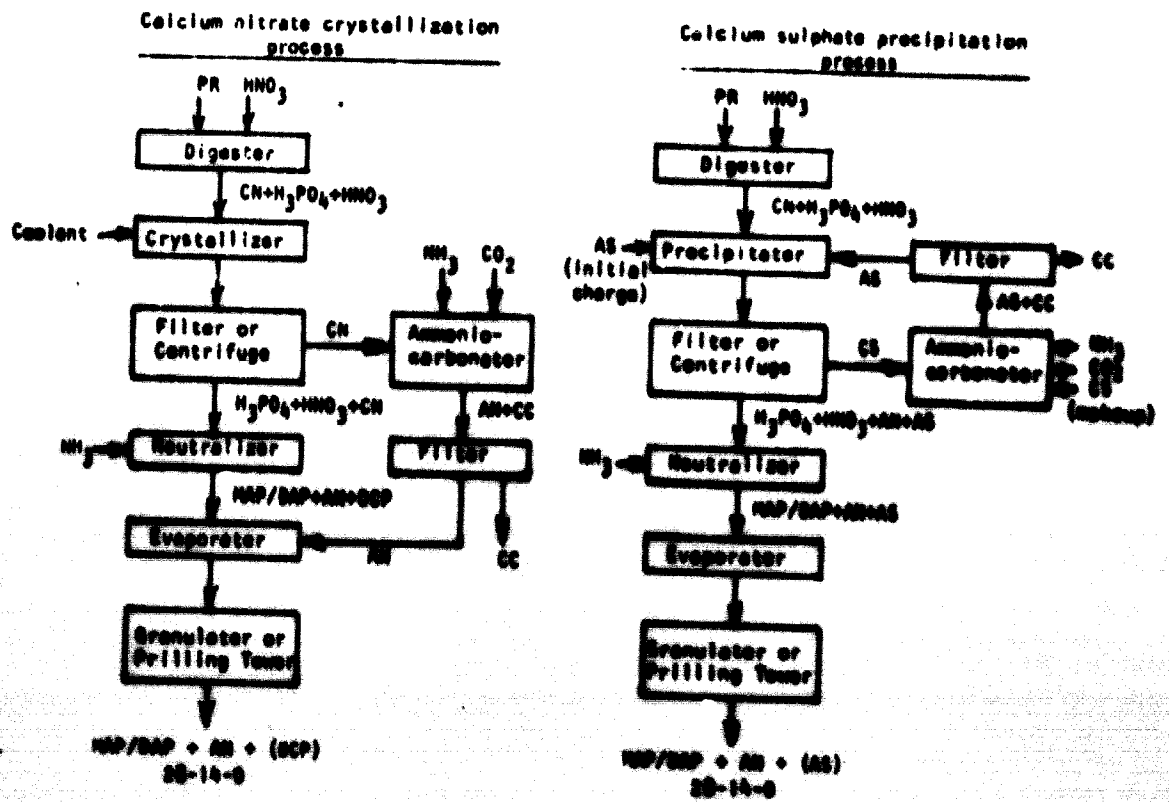 Calcium nitrate crystallization
process
PR HNO3
Digester
CN+H3PO4+HNO3
Coolant
Crystallizer
NH3 CO2
Filter or
Centrifuge
CN
Ammonio-
carbonator
H3PO4+HNO3+CN
AN+CC
NH3
Neutralizer
Filter
MAP/DAP+AN+DCP
Evaporator
AN
CC
Granulator or
Prilling Tower
MAP/DAP + AN + (DCP)
28-14-0
Calcium sulphate precipitation
process
PR HNO3
Digester
CN+H3PO4+HNO3
AS
(initial
charge)
Precipitator
AS
Filter
CC
AS+CC
Filter or
Centrifuge
CS
Ammonio-
carbonator
NH3
CO2
CS
(makeup)
H3PO4+HNO3+AN+AS
NH3
Neutralizer
MAP/DAP+AN+AS
Evaporator
Granulator or
Prilling Tower
MAP/DAP + AN + (AS)
28-14-0